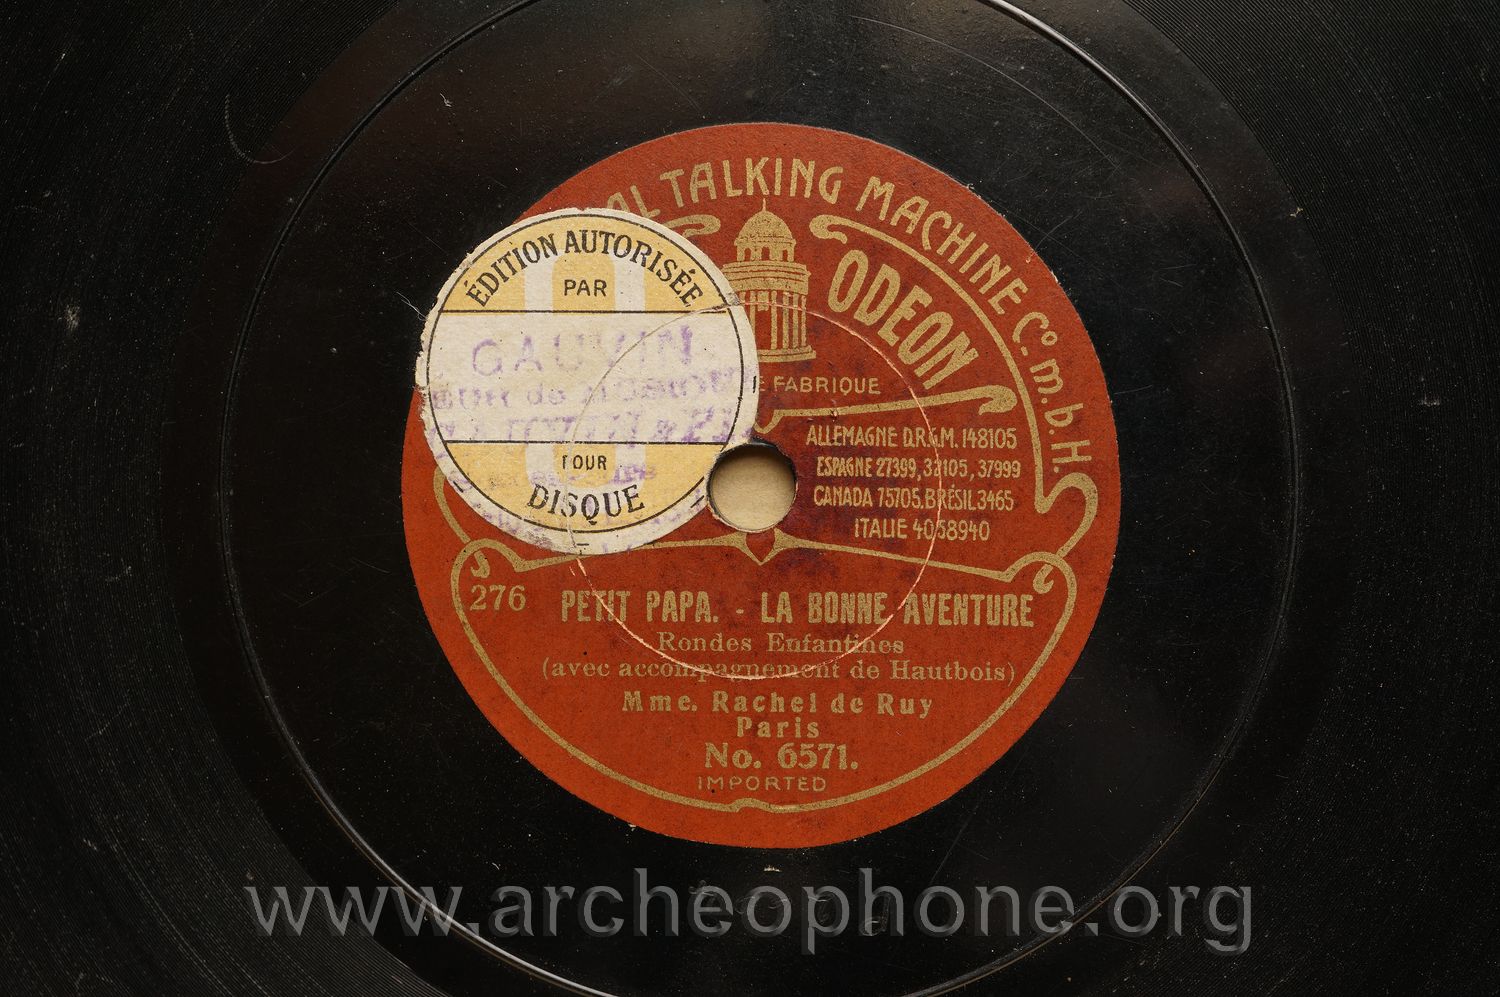 TALKING MACHINE Co. m. b. H.
ODEON
FABRIQUE
ALLEMAGNE D.R.G.M. 148105
ESPAGNE 27399, 33105, 37999
CANADA 75705. BRÉSIL 3465
ITALIE 4058940
ÉDITION AUTORISÉE
PAR
GAUVIN
POUR
DISQUE
276 PETIT PAPA. - LA BONNE AVENTURE
Rondes Enfantines
(avec accompagnement de Hautbois)
Mme. Rachel de Ruy
Paris
No. 6571.
IMPORTED
www.archeophone.org